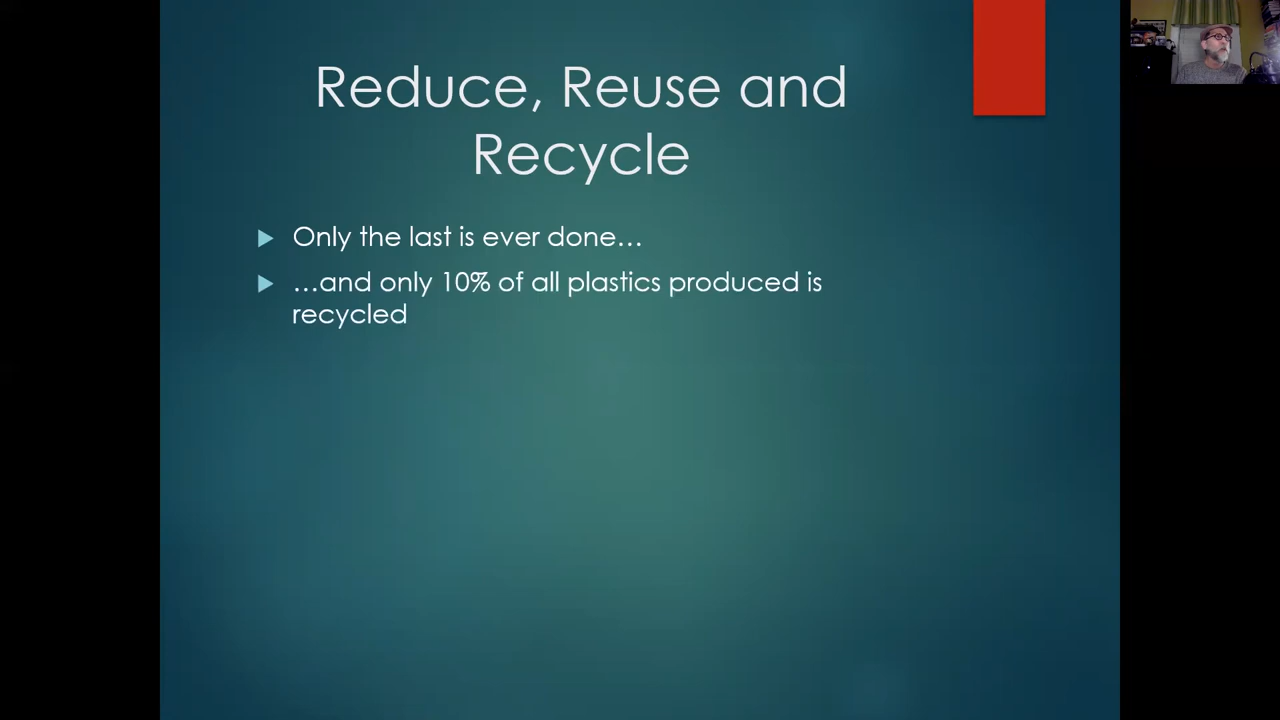 Reduce, Reuse and
Recycle
Only the last is ever done…
…and only 10% of all plastics produced is
recycled